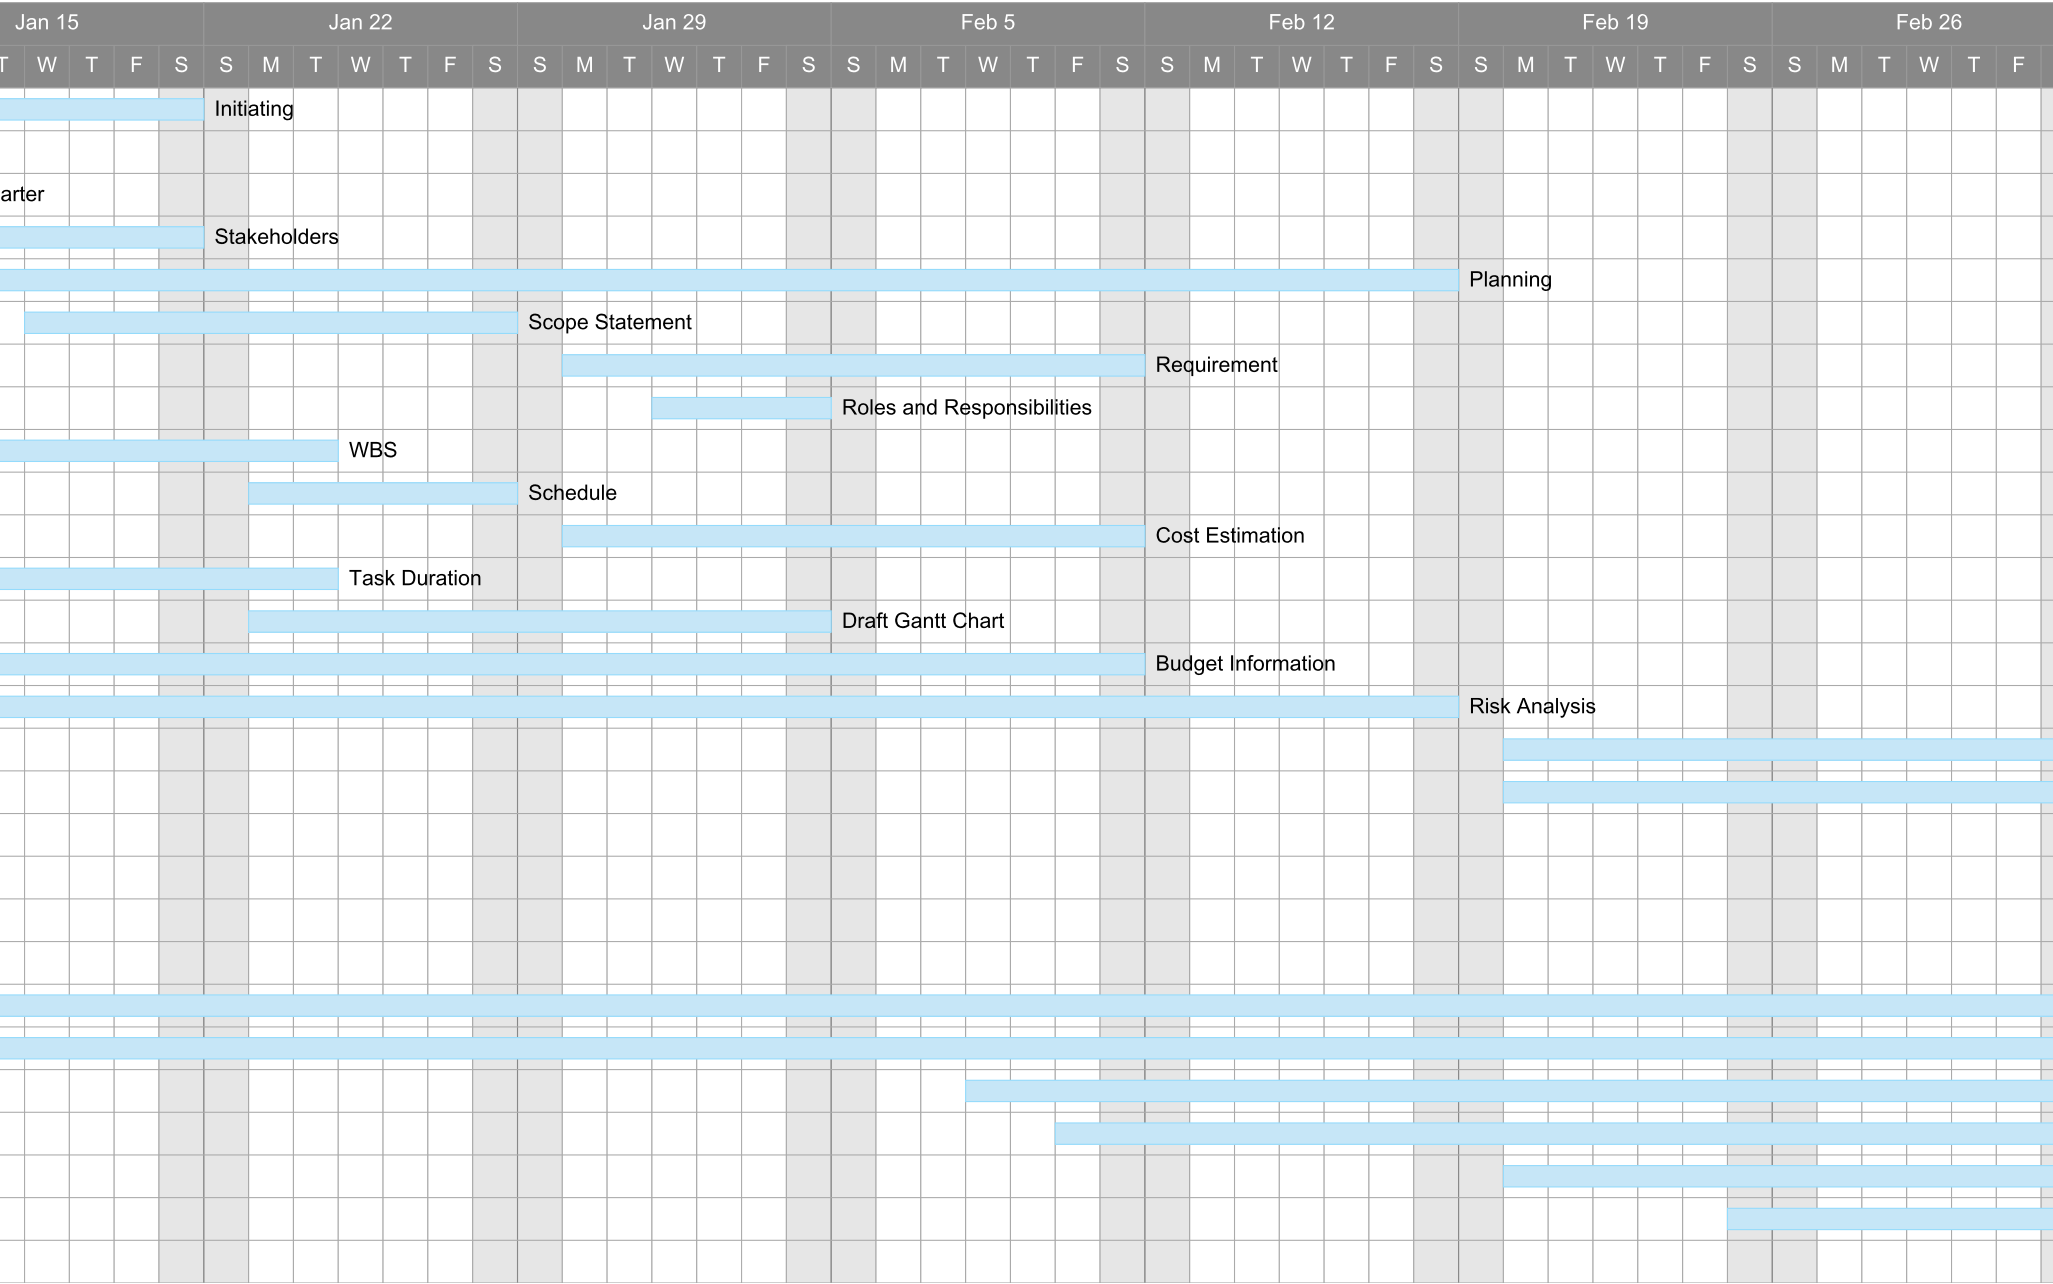 Jan 15 Jan 22 Jan 29 Feb 5 Feb 12 Feb 19 Feb 26
T W T F S S M T W T F S S M T W T F S S M T W T F S S M T W T F S S M T W T F S S M T W T F
Initiating
arter
Stakeholders
Planning
Scope Statement
Requirement
Roles and Responsibilities
WBS
Schedule
Cost Estimation
Task Duration
Draft Gantt Chart
Budget Information
Risk Analysis